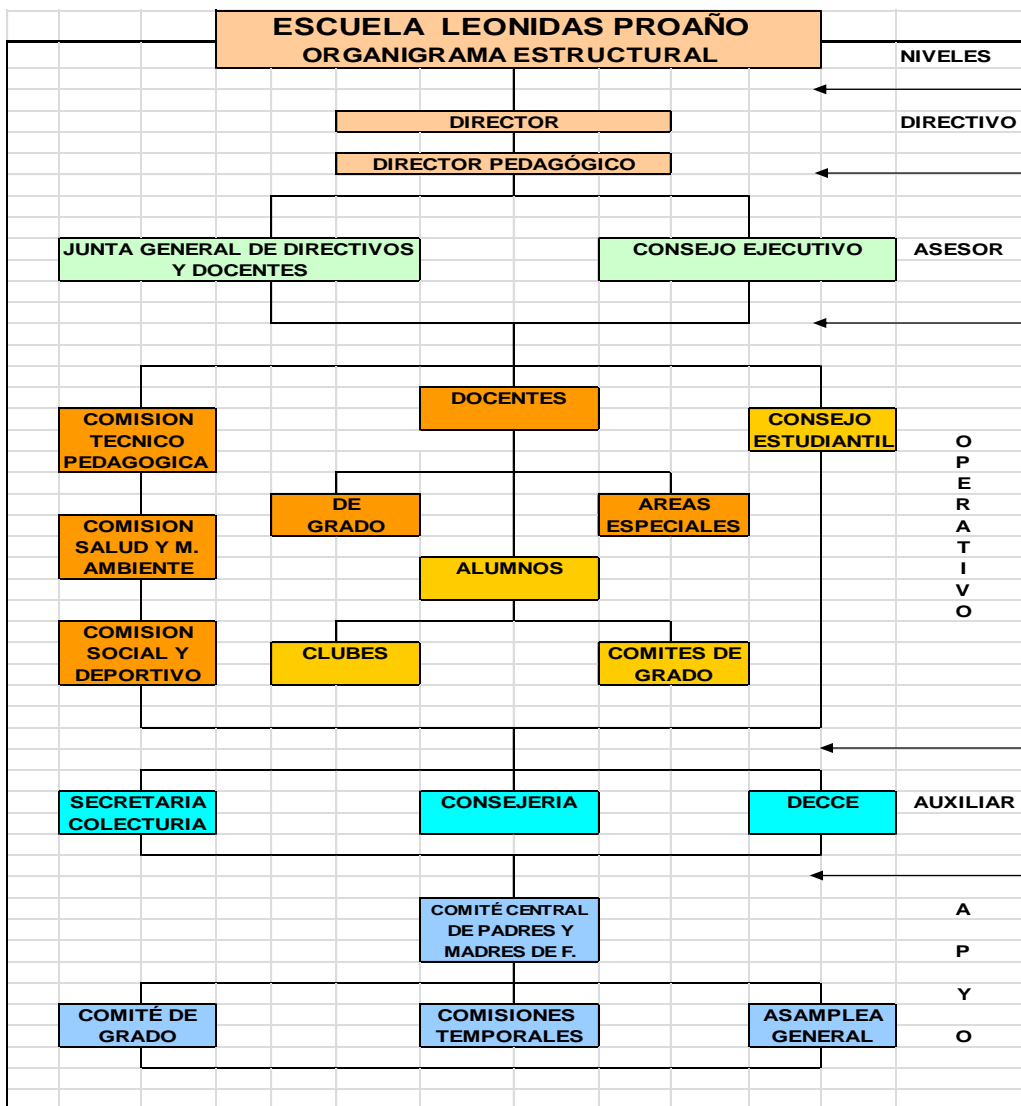 ESCUELA LEONIDAS PROAÑO
ORGANIGRAMA ESTRUCTURAL
NIVELES
DIRECTOR
DIRECTIVO
DIRECTOR PEDAGÓGICO
JUNTA GENERAL DE DIRECTIVOS
Y DOCENTES
CONSEJO EJECUTIVO
ASESOR
DOCENTES
COMISION
TECNICO
PEDAGOGICA
CONSEJO
ESTUDIANTIL
O
P
E
R
A
T
I
V
O
DE
GRADO
AREAS
ESPECIALES
COMISION
SALUD Y M.
AMBIENTE
ALUMNOS
COMISION
SOCIAL Y
DEPORTIVO
CLUBES
COMITES DE
GRADO
SECRETARIA
COLECTURIA
CONSEJERIA
DECCE
AUXILIAR
COMITÉ CENTRAL
DE PADRES Y
MADRES DE F.
A
P
Y
O
COMITÉ DE
GRADO
COMISIONES
TEMPORALES
ASAMPLEA
GENERAL